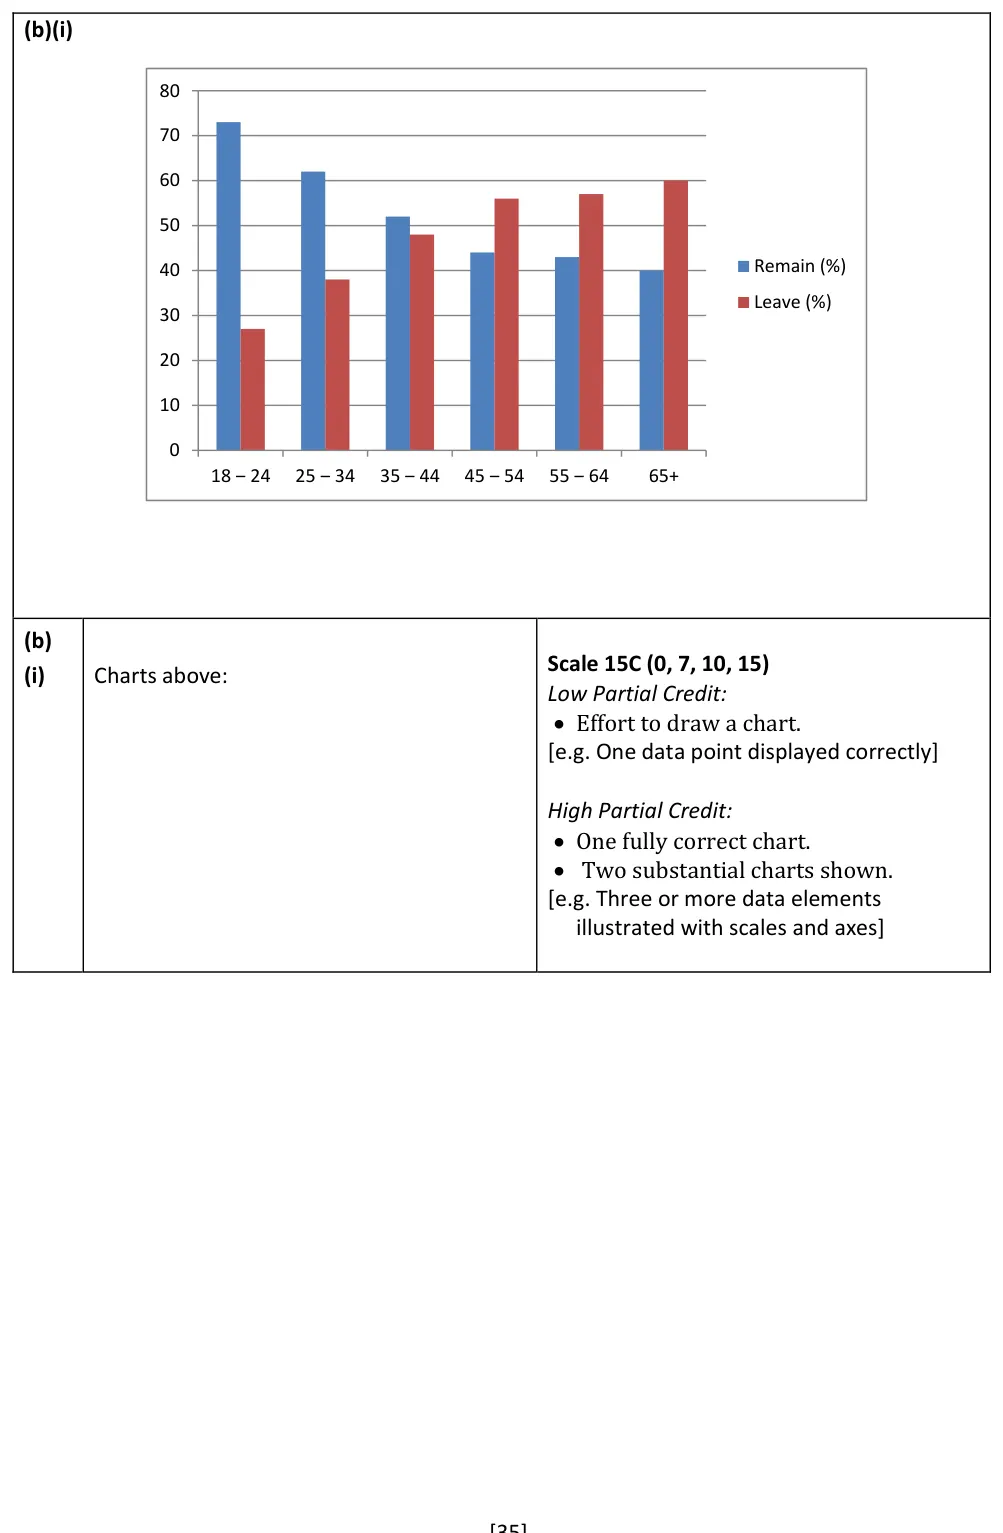 (b)(i)
80
70
60
50
40
30
20
10
0
18 – 24 25 – 34 35 – 44 45 – 54 55 – 64 65+
Remain (%)
Leave (%)
(b)
(i)
Charts above:
Scale 15C (0, 7, 10, 15)
Low Partial Credit:
• Effort to draw a chart.
[e.g. One data point displayed correctly]
High Partial Credit:
• One fully correct chart.
• Two substantial charts shown.
[e.g. Three or more data elements
illustrated with scales and axes]
[35]